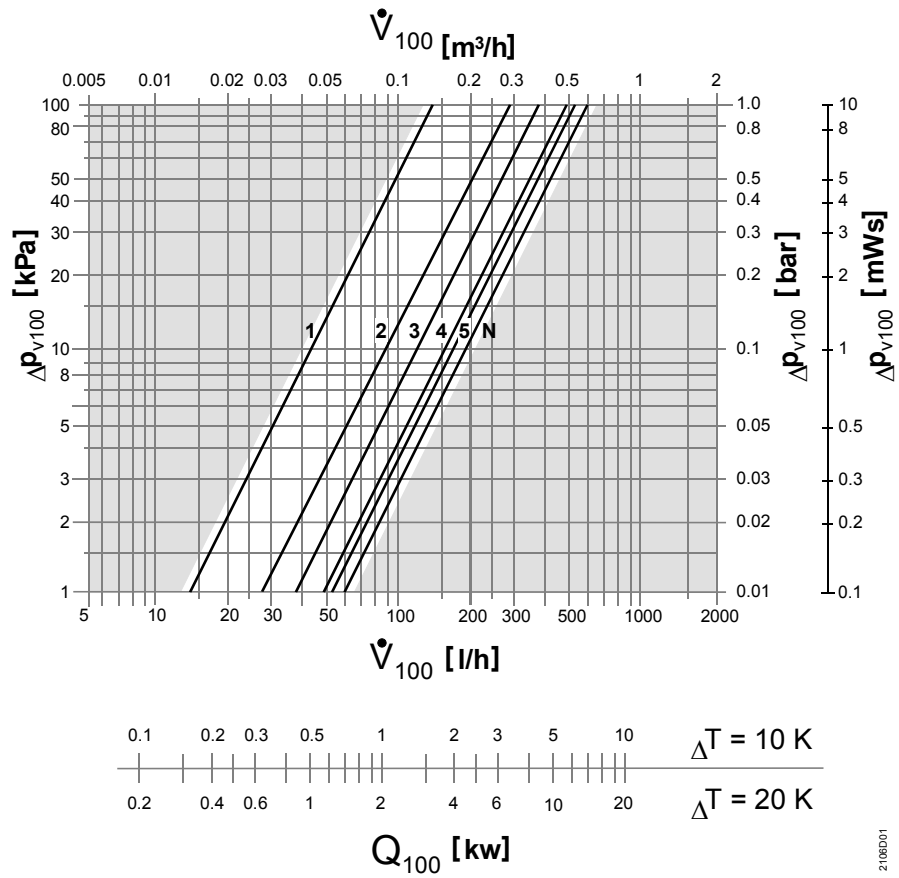 V̇100 [m³/h]
0.005 0.01 0.02 0.03 0.05 0.1 0.2 0.3 0.5 1 2
100 1.0 10
80 0.8 8
50 0.5 5
40 0.4 4
30 0.3 3
20 0.2 2
Δpv100 [kPa]
Δpv100 [bar]
Δpv100 [mWs]
1 2 3 4 5 N
10 0.1 1
8
5 0.05 0.5
3 0.03 0.3
2 0.02 0.2
1 0.01 0.1
5 10 20 30 50 100 200 300 500 1000 2000
V̇100 [l/h]
0.1 0.2 0.3 0.5 1 2 3 5 10 ΔT = 10 K
0.2 0.4 0.6 1 2 4 6 10 20 ΔT = 20 K
Q100 [kw]
2106D01